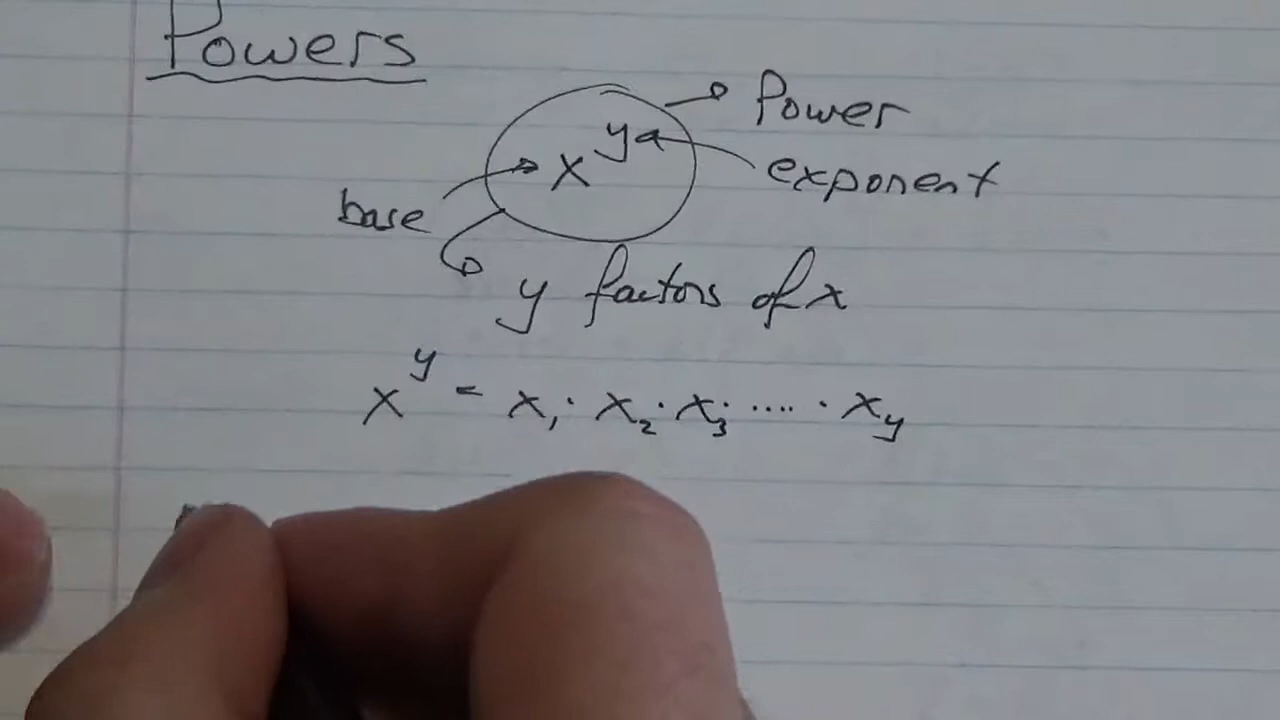 Powers
Power
x^y
exponent
base
y factors of x
x^y = x₁ · x₂ · x₃ · .... · x_y